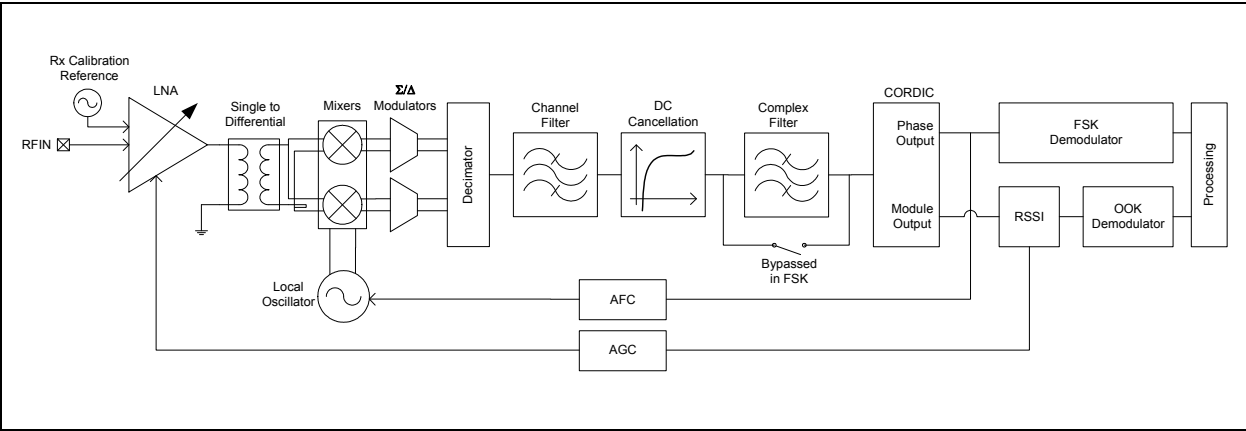 Rx Calibration
Reference
LNA
RFIN
Single to
Differential
Mixers
Σ/Δ
Modulators
Decimator
Channel
Filter
DC
Cancellation
Complex
Filter
Bypassed
in FSK
CORDIC
Phase
Output
Module
Output
FSK
Demodulator
RSSI
OOK
Demodulator
Processing
Local
Oscillator
AFC
AGC